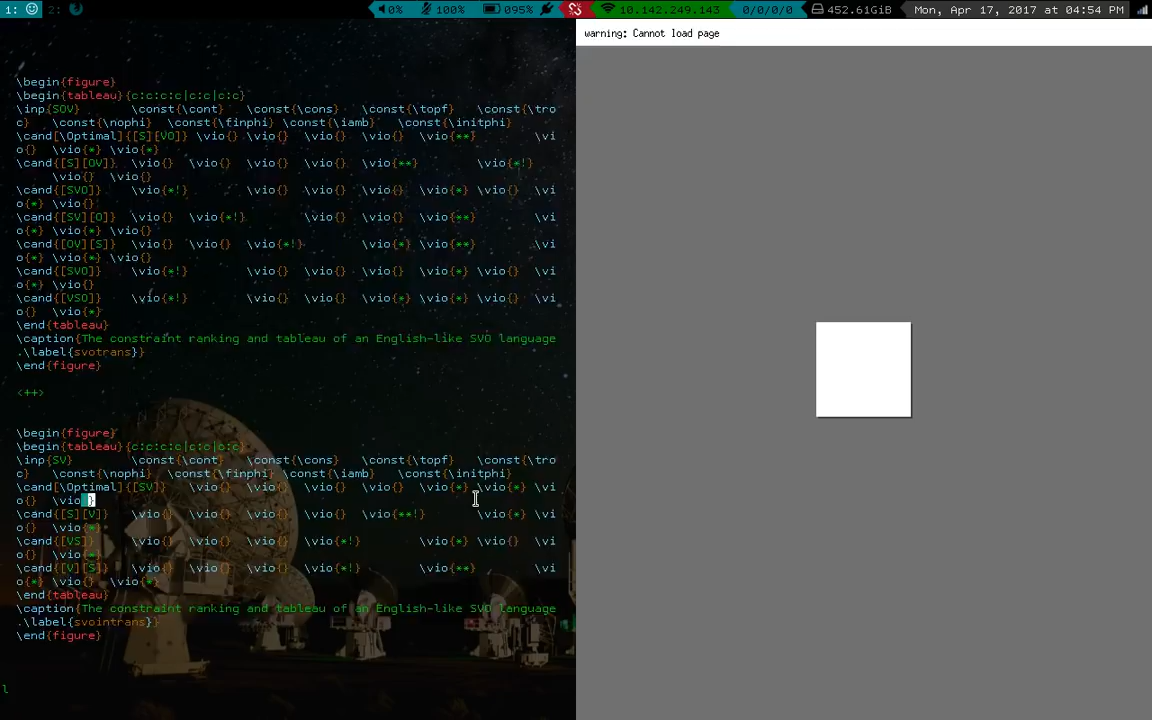 1: 2: 0% 100% 095% 10.142.249.143 0/0/0/0 452.61GiB Mon, Apr 17, 2017 at 04:54 PM
warning: Cannot load page
\begin{figure}
\begin{tableau}{c:c:c:c|c:c|c:c}
\inp{SOV} \const{\cont} \const{\cons} \const{\topf} \const{\tro
c} \const{\nophi} \const{\finphi} \const{\iamb} \const{\initphi}
\cand[\Optimal]{[S][VO]} \vio{} \vio{} \vio{} \vio{} \vio{**} \vi
o{} \vio{*} \vio{*}
\cand{[S][OV]} \vio{} \vio{} \vio{} \vio{} \vio{**} \vio{*!}
\vio{} \vio{}
\cand{[SVO]} \vio{*!} \vio{} \vio{} \vio{} \vio{*} \vio{} \vi
o{*} \vio{}
\cand{[SV][O]} \vio{} \vio{*!} \vio{} \vio{} \vio{**} \vi
o{*} \vio{*} \vio{}
\cand{[OV][S]} \vio{} \vio{} \vio{*!} \vio{*} \vio{**} \vi
o{*} \vio{*} \vio{}
\cand{[SVO]} \vio{*!} \vio{} \vio{} \vio{} \vio{*} \vio{} \vi
o{*} \vio{}
\cand{[VSO]} \vio{*!} \vio{} \vio{} \vio{*} \vio{*} \vio{} \vi
o{} \vio{*}
\end{tableau}
\caption{The constraint ranking and tableau of an English-like SVO language
.\label{svotrans}}
\end{figure}
<++>
\begin{figure}
\begin{tableau}{c:c:c:c|c:c|c:c}
\inp{SV} \const{\cont} \const{\cons} \const{\topf} \const{\tro
c} \const{\nophi} \const{\finphi} \const{\iamb} \const{\initphi}
\cand[\Optimal]{[SV]} \vio{} \vio{} \vio{} \vio{} \vio{*} \vio{*} \vi
o{} \vio{}
\cand{[S][V]} \vio{} \vio{} \vio{} \vio{} \vio{**!} \vio{*} \vi
o{} \vio{*}
\cand{[VS]} \vio{} \vio{} \vio{} \vio{*!} \vio{*} \vio{} \vi
o{} \vio{*}
\cand{[V][S]} \vio{} \vio{} \vio{} \vio{*!} \vio{**} \vi
o{*} \vio{} \vio{*}
\end{tableau}
\caption{The constraint ranking and tableau of an English-like SVO language
.\label{svointrans}}
\end{figure}
l